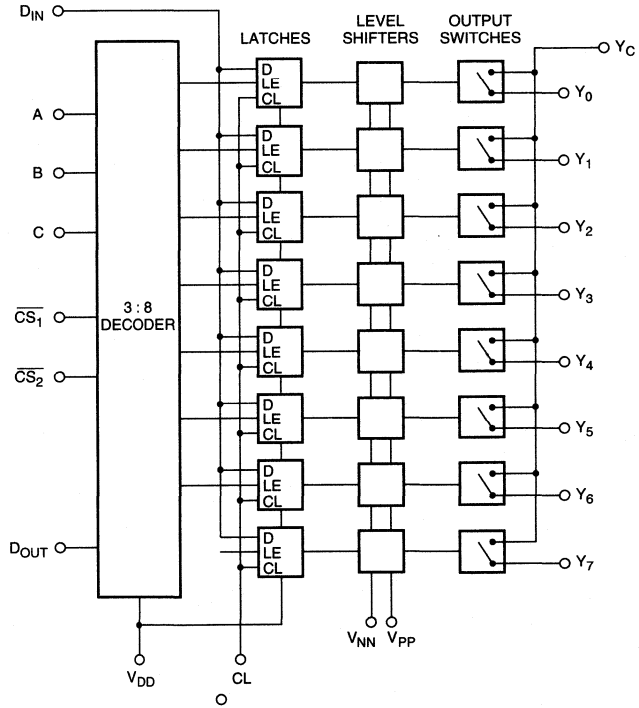 D_IN
LATCHES
LEVEL SHIFTERS
OUTPUT SWITCHES
Y_C
D
LE
CL
Y_0
A
D
LE
CL
Y_1
B
D
LE
CL
Y_2
C
D
LE
CL
Y_3
3 : 8 DECODER
C̅S̅₁
D
LE
CL
Y_4
C̅S̅₂
D
LE
CL
Y_5
D
LE
CL
Y_6
D_OUT
D
LE
CL
Y_7
V_NN
V_PP
V_DD
CL